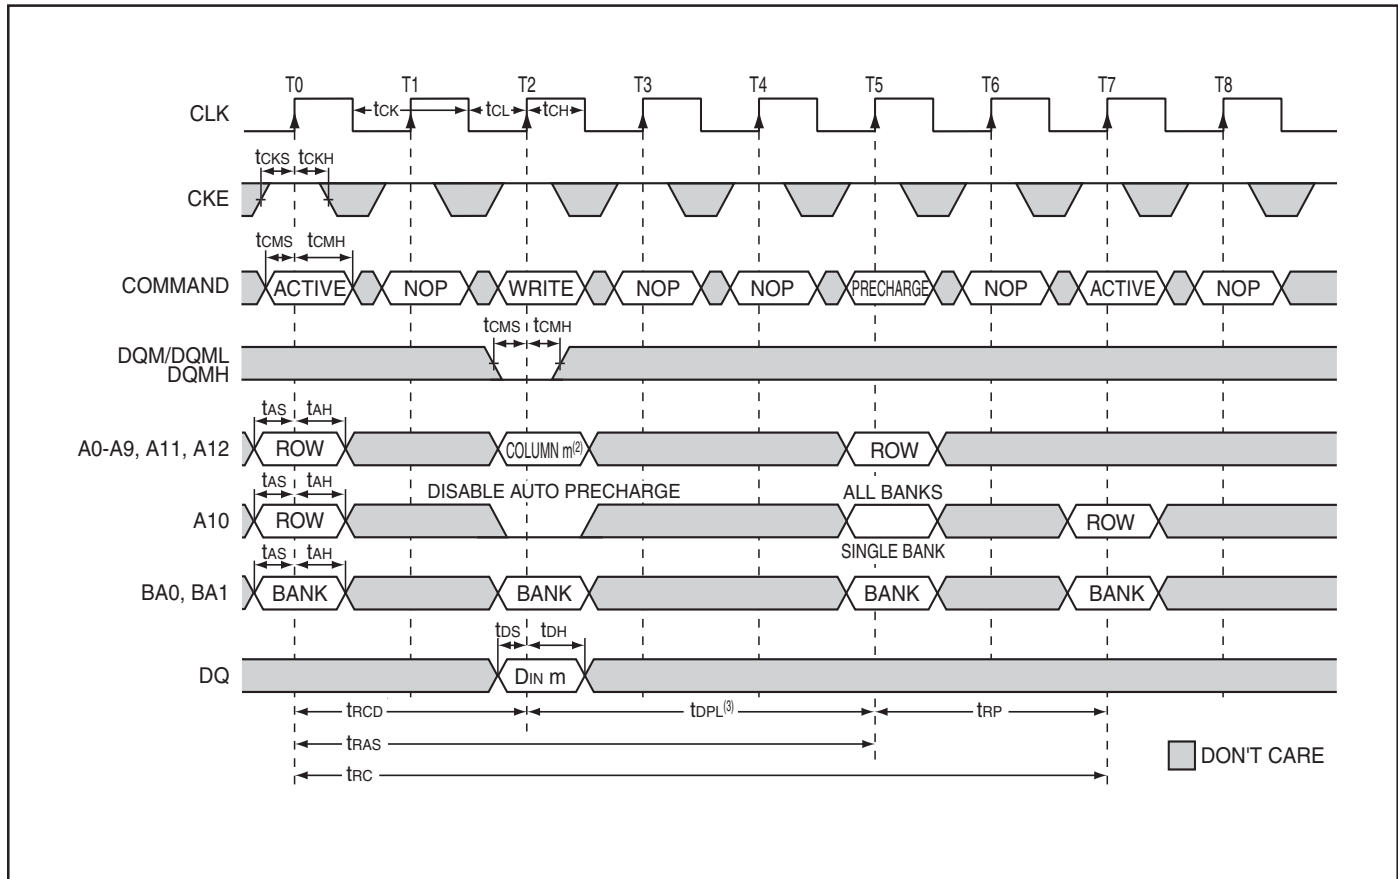 T0 T1 T2 T3 T4 T5 T6 T7 T8
CLK tCK tCL tCH
tCKS tCKH
CKE
tCMS tCMH
COMMAND ACTIVE NOP WRITE NOP NOP PRECHARGE NOP ACTIVE NOP
tCMS tCMH
DQM/DQML
DQMH
tAS tAH
A0-A9, A11, A12 ROW COLUMN m(2) ROW
tAS tAH DISABLE AUTO PRECHARGE ALL BANKS
A10 ROW ROW
tAS tAH SINGLE BANK
BA0, BA1 BANK BANK BANK BANK
tDS tDH
DQ DIN m
tRCD tDPL(3) tRP
tRAS
DON'T CARE
tRC